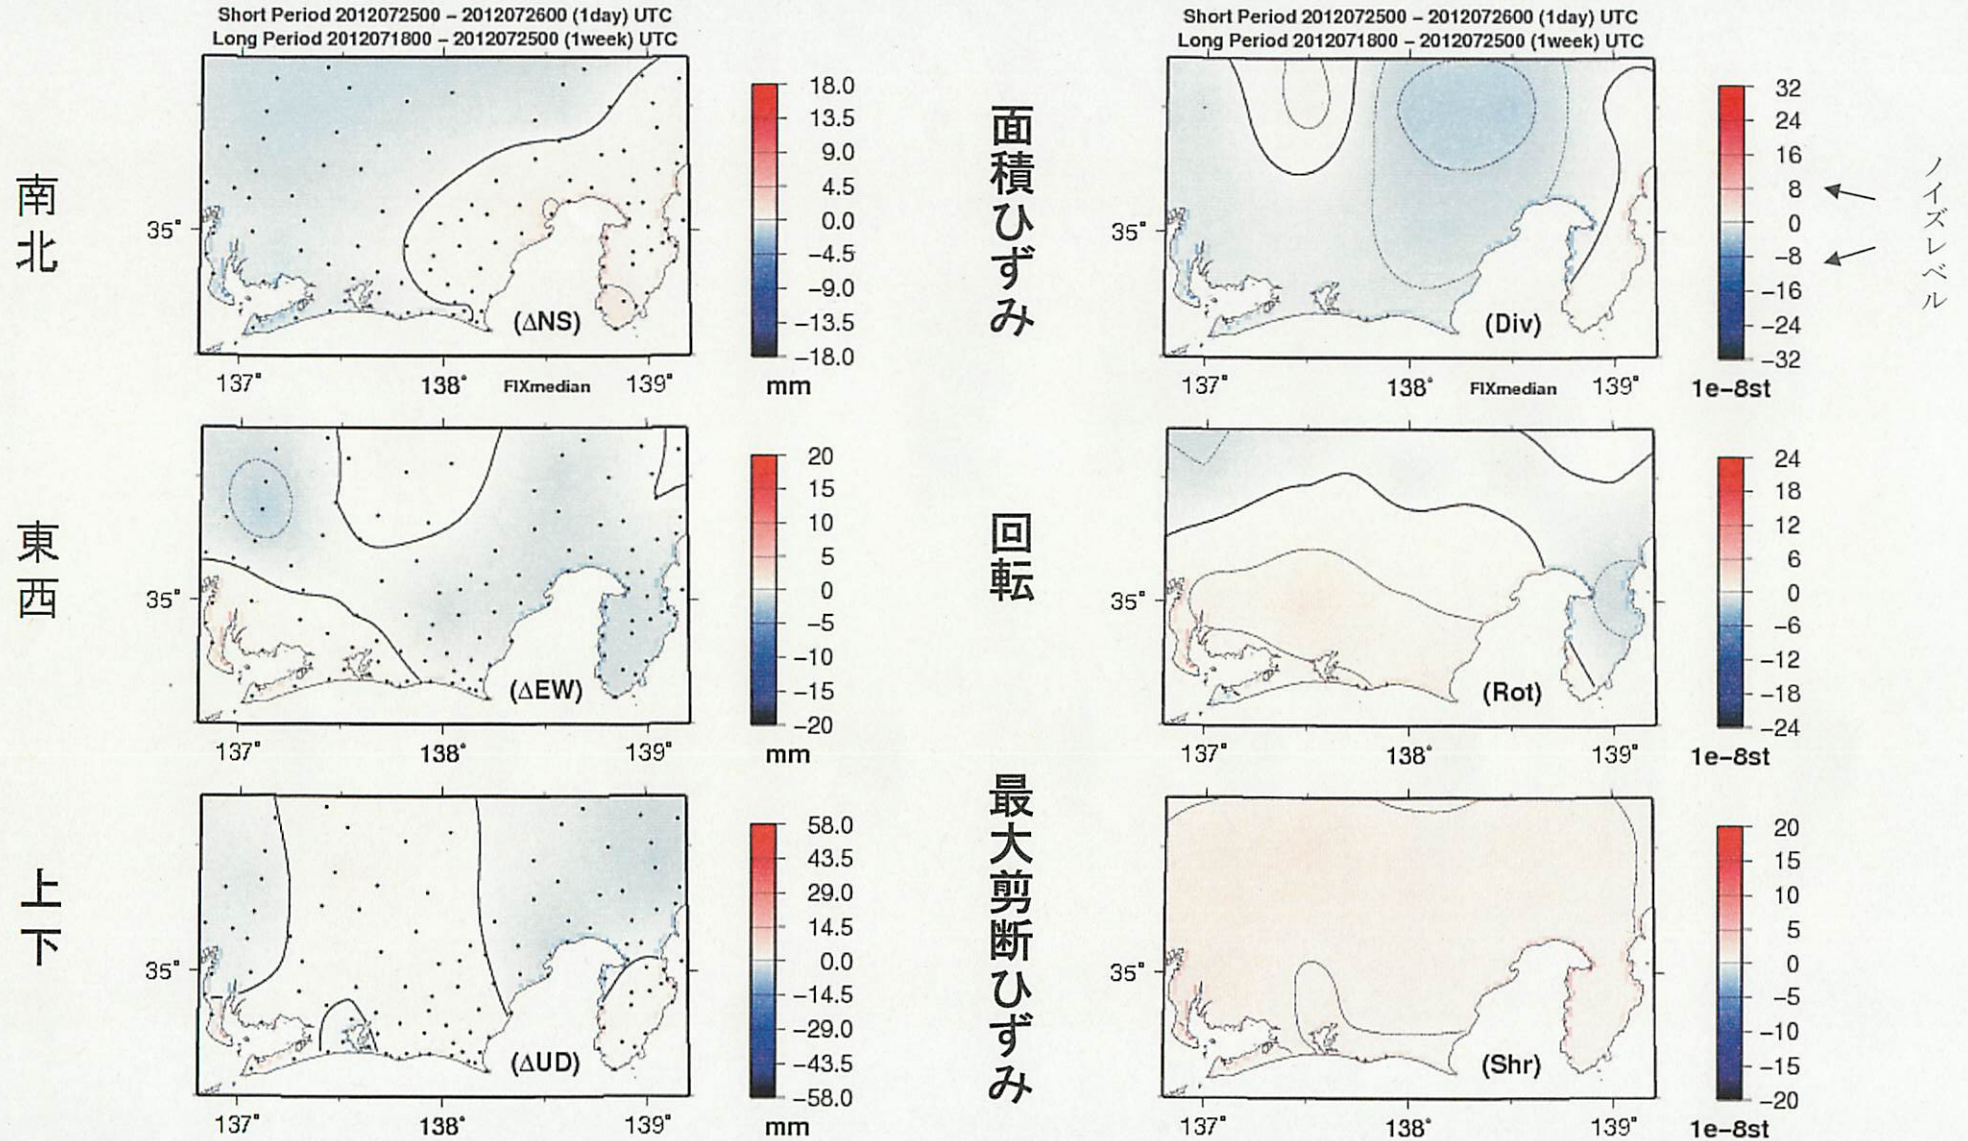 Short Period 2012072500 – 2012072600 (1day) UTC
Long Period 2012071800 – 2012072500 (1week) UTC
南北
35°
(ΔNS)
137° 138° FIXmedian 139°
18.0
13.5
9.0
4.5
0.0
−4.5
−9.0
−13.5
−18.0
mm
東西
35°
(ΔEW)
137° 138° 139°
20
15
10
5
0
−5
−10
−15
−20
mm
上下
35°
(ΔUD)
137° 138° 139°
58.0
43.5
29.0
14.5
0.0
−14.5
−29.0
−43.5
−58.0
mm
Short Period 2012072500 – 2012072600 (1day) UTC
Long Period 2012071800 – 2012072500 (1week) UTC
面積ひずみ
35°
(Div)
137° 138° FIXmedian 139°
32
24
16
8
0
−8
−16
−24
−32
1e−8st
ノイズレベル
回転
35°
(Rot)
137° 138° 139°
24
18
12
6
0
−6
−12
−18
−24
1e−8st
最大剪断ひずみ
35°
(Shr)
137° 138° 139°
20
15
10
5
0
−5
−10
−15
−20
1e−8st